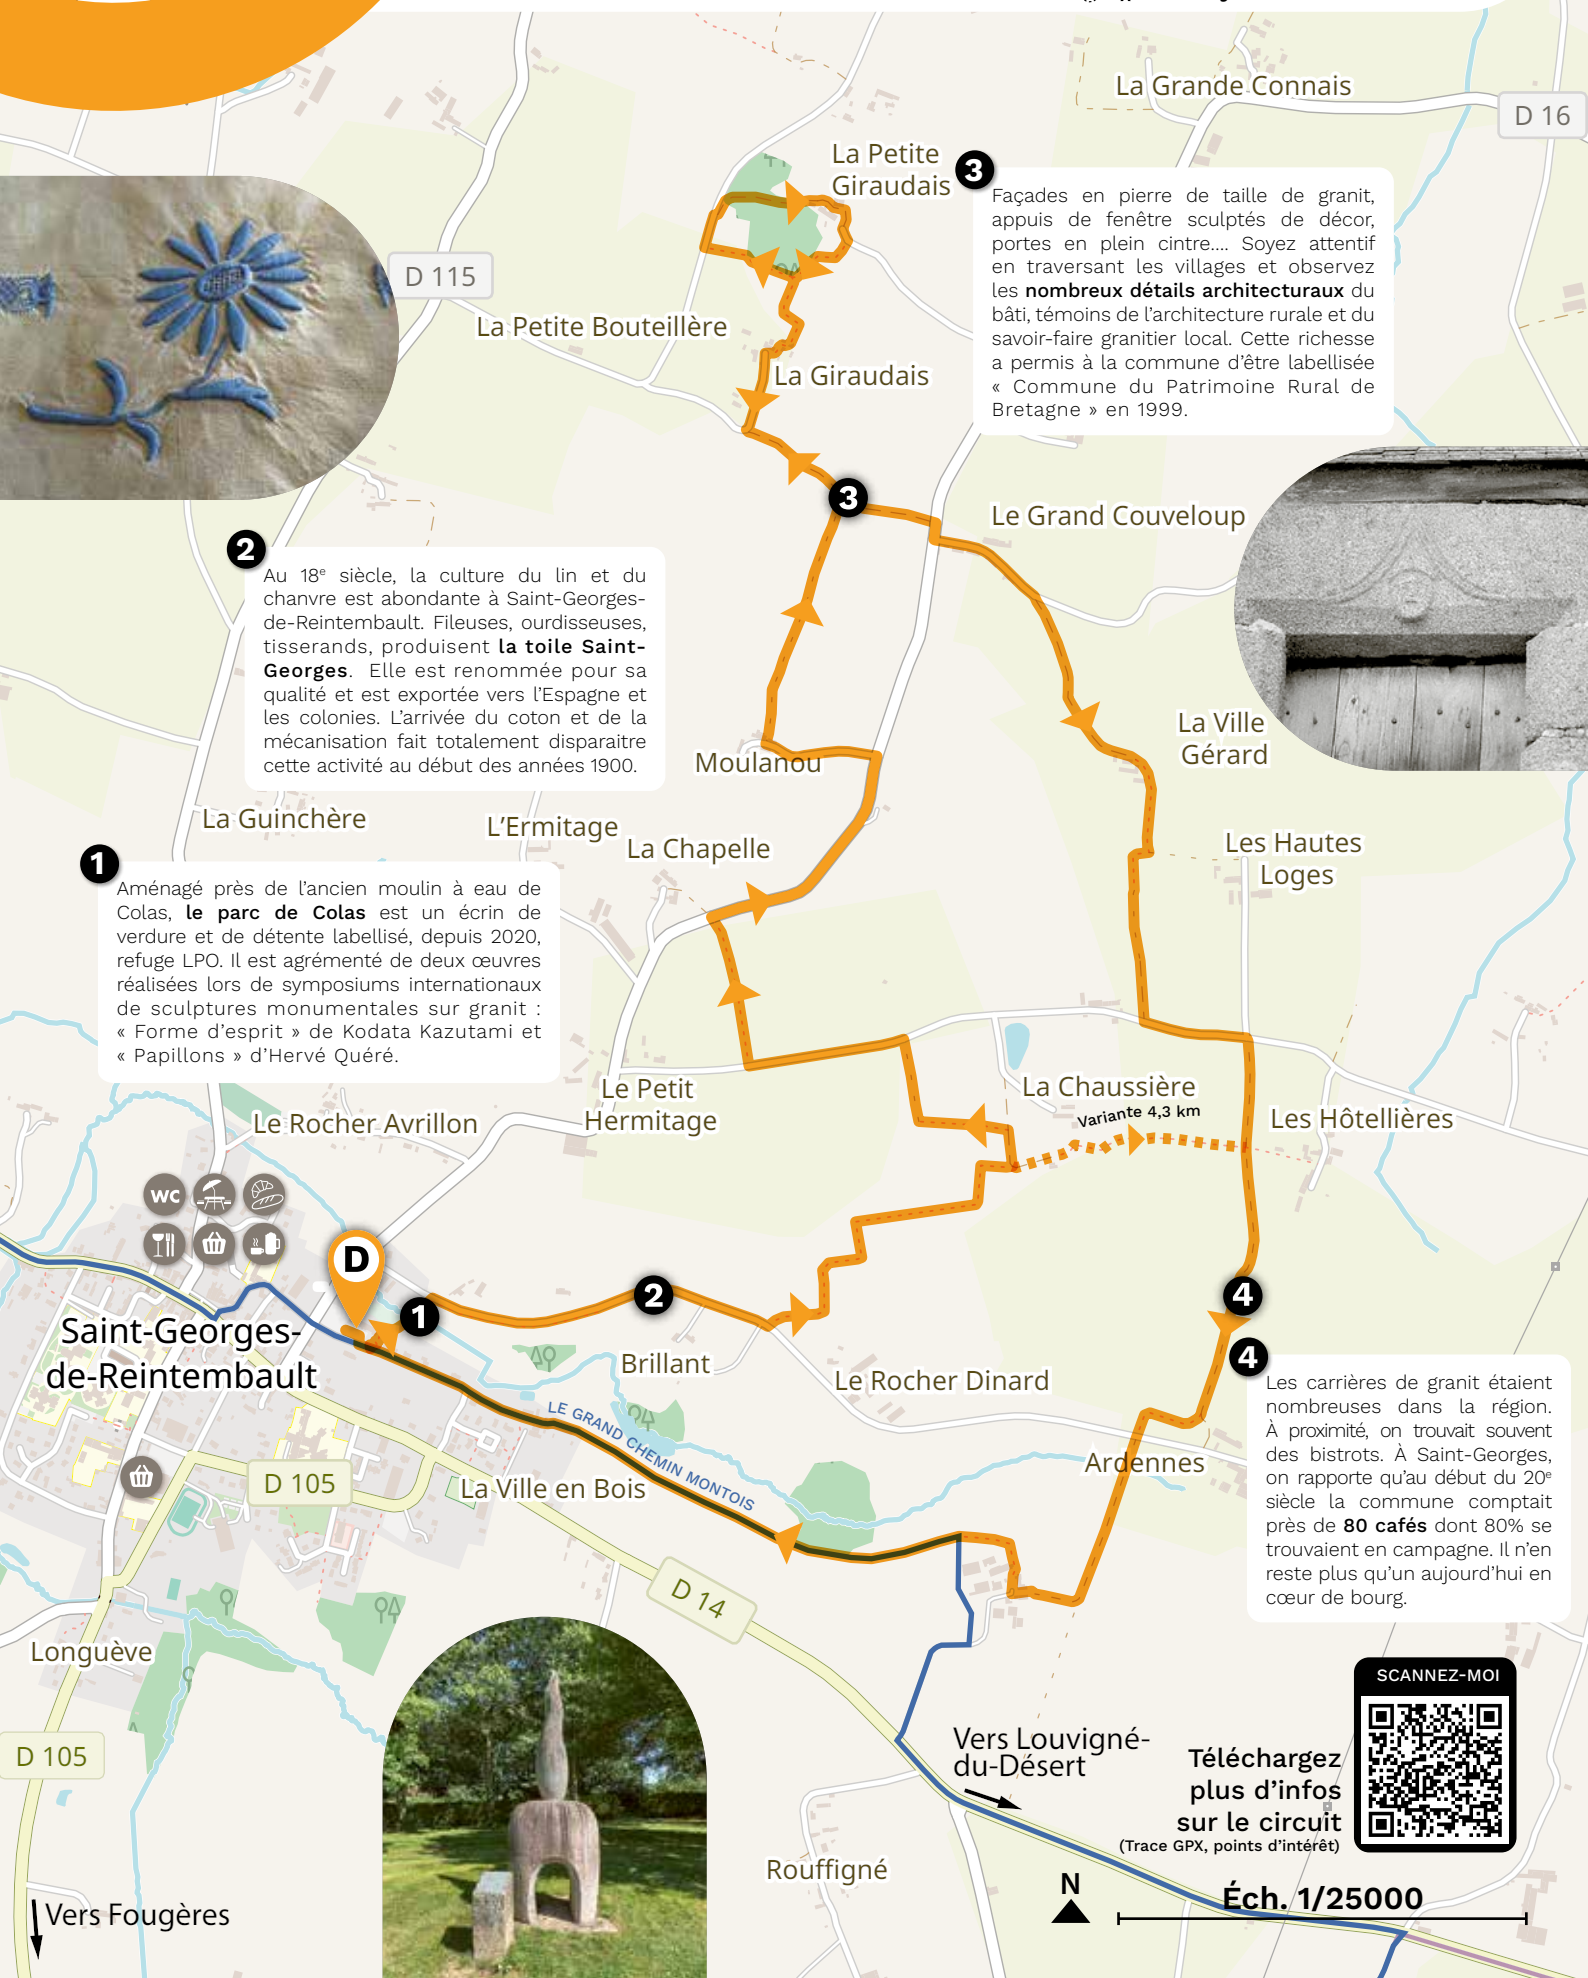 La Grande Connais
D 16
La Petite
Giraudais
3
Façades en pierre de taille de granit,
appuis de fenêtre sculptés de décor,
portes en plein cintre.... Soyez attentif
en traversant les villages et observez
les nombreux détails architecturaux du
bâti, témoins de l'architecture rurale et du
savoir-faire granitier local. Cette richesse
a permis à la commune d'être labellisée
« Commune du Patrimoine Rural de
Bretagne » en 1999.
D 115
La Petite Bouteillère
La Giraudais
3
Le Grand Couveloup
2
Au 18e siècle, la culture du lin et du
chanvre est abondante à Saint-Georges-
de-Reintembault. Fileuses, ourdisseuses,
tisserands, produisent la toile Saint-
Georges. Elle est renommée pour sa
qualité et est exportée vers l'Espagne et
les colonies. L'arrivée du coton et de la
mécanisation fait totalement disparaitre
cette activité au début des années 1900.
La Ville
Gérard
Moulanou
La Guinchère
L'Ermitage
La Chapelle
Les Hautes
Loges
1
Aménagé près de l'ancien moulin à eau de
Colas, le parc de Colas est un écrin de
verdure et de détente labellisé, depuis 2020,
refuge LPO. Il est agrémenté de deux œuvres
réalisées lors de symposiums internationaux
de sculptures monumentales sur granit :
« Forme d'esprit » de Kodata Kazutami et
« Papillons » d'Hervé Quéré.
Le Petit
Hermitage
La Chaussière
Variante 4,3 km
Les Hôtellières
Le Rocher Avrillon
WC
D
1
2
4
Saint-Georges-
de-Reintembault
Brillant
Le Rocher Dinard
4
Les carrières de granit étaient
nombreuses dans la région.
À proximité, on trouvait souvent
des bistrots. À Saint-Georges,
on rapporte qu'au début du 20e
siècle la commune comptait
près de 80 cafés dont 80% se
trouvaient en campagne. Il n'en
reste plus qu'un aujourd'hui en
cœur de bourg.
LE GRAND CHEMIN MONTOIS
Ardennes
D 105
La Ville en Bois
D 14
Longuève
D 105
SCANNEZ-MOI
Vers Louvigné-
du-Désert
Téléchargez
plus d'infos
sur le circuit
(Trace GPX, points d'intérêt)
Rouffigné
N
Éch. 1/25000
Vers Fougères